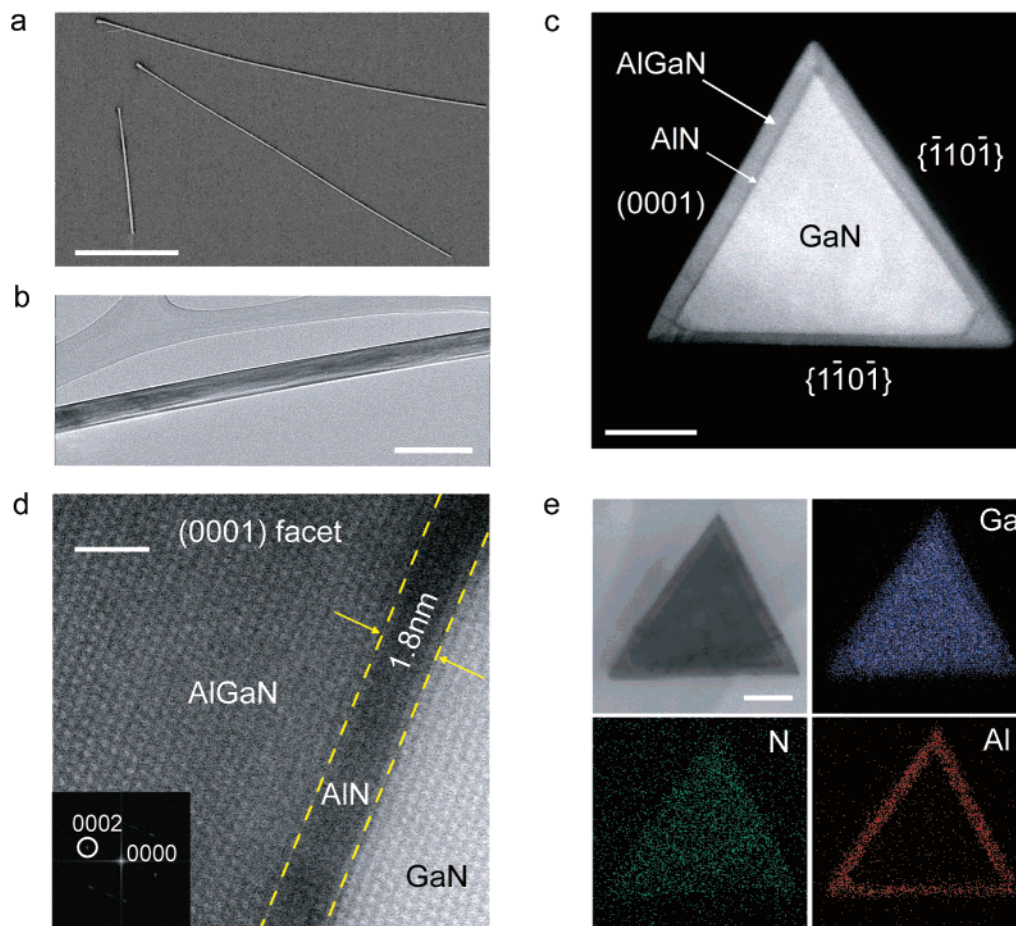 a
b
c
AlGaN
AlN
(0001)
GaN
{1̄101̄}
{11̄01̄}
d
(0001) facet
1.8nm
AlGaN
AlN
GaN
0002
0000
e
Ga
N
Al